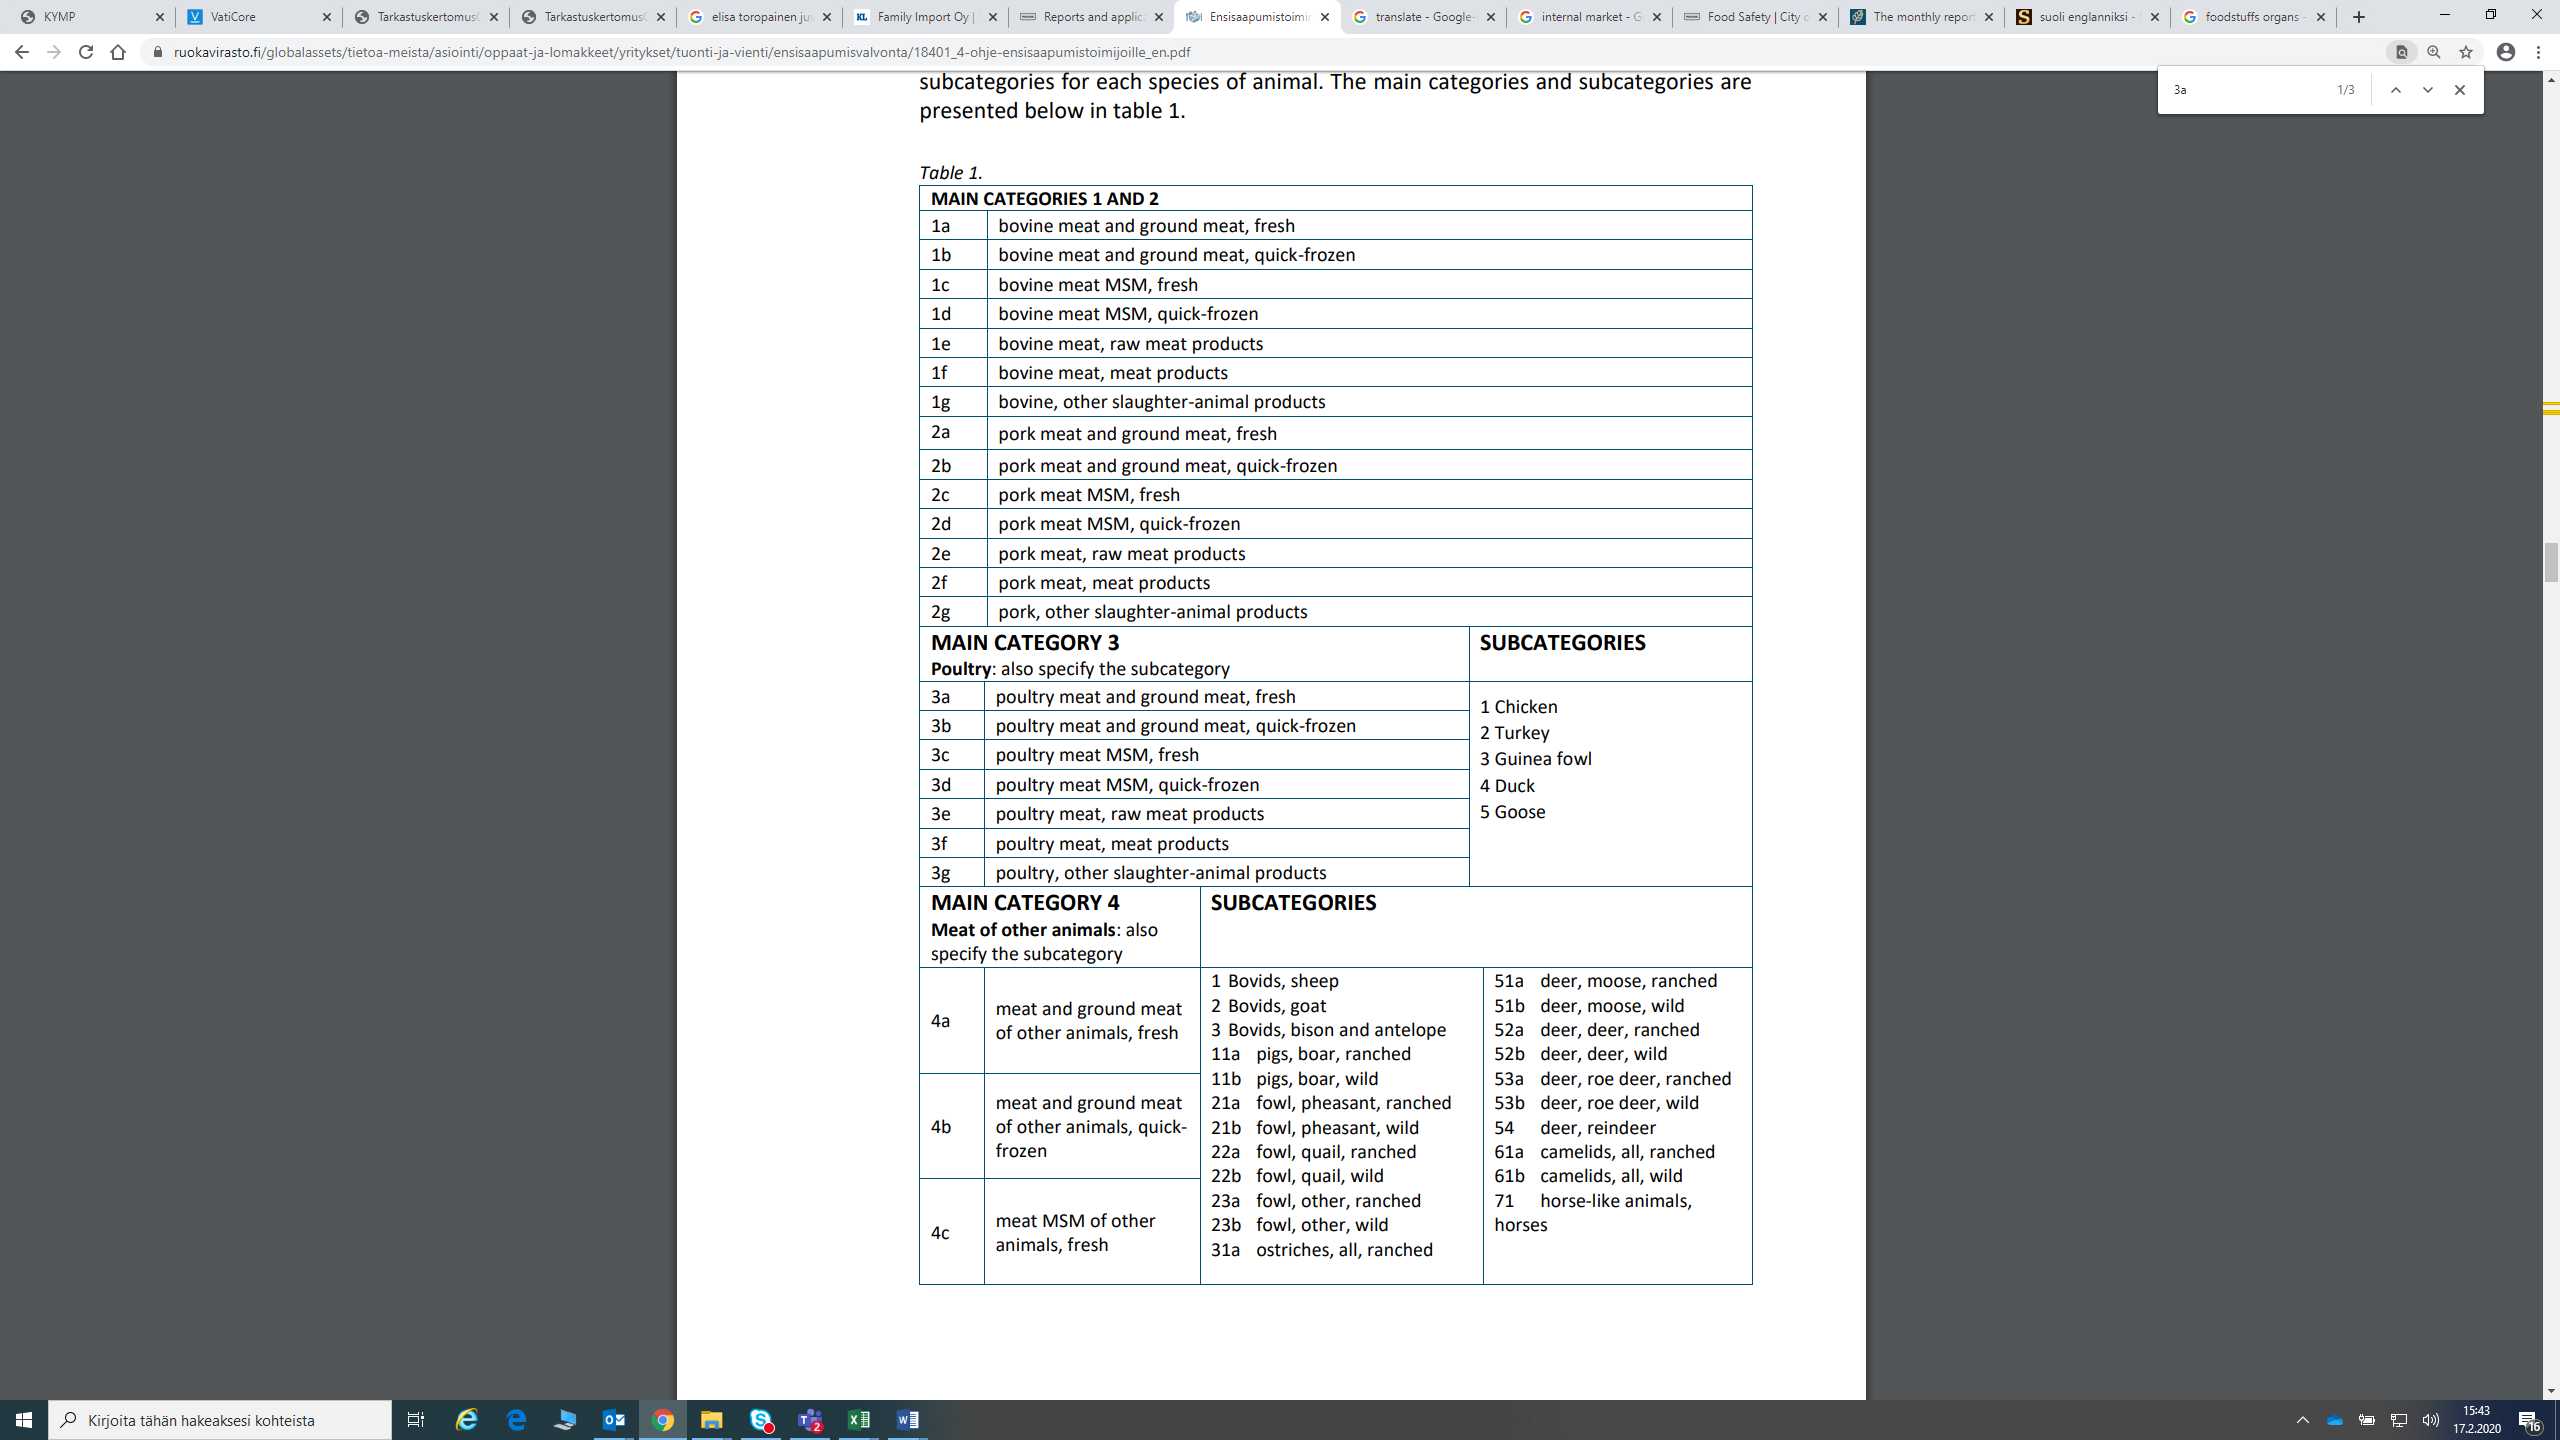 KYMP
VatiCore
Tarkastuskertomus
Tarkastuskertomus
elisa toropainen ju
Family Import Oy |
Reports and applic
Ensisaapumistoimi
translate - Google-
internal market - G
Food Safety | City o
The monthly report
suoli englanniksi -
foodstuffs organs -
ruokavirasto.fi/globalassets/tietoa-meista/asiointi/oppaat-ja-lomakkeet/yritykset/tuonti-ja-vienti/ensisaapumisvalvonta/18401_4-ohje-ensisaapumistoimijoille_en.pdf
3a 1/3
subcategories for each species of animal. The main categories and subcategories are
presented below in table 1.
Table 1.
MAIN CATEGORIES 1 AND 2
1a bovine meat and ground meat, fresh
1b bovine meat and ground meat, quick-frozen
1c bovine meat MSM, fresh
1d bovine meat MSM, quick-frozen
1e bovine meat, raw meat products
1f bovine meat, meat products
1g bovine, other slaughter-animal products
2a pork meat and ground meat, fresh
2b pork meat and ground meat, quick-frozen
2c pork meat MSM, fresh
2d pork meat MSM, quick-frozen
2e pork meat, raw meat products
2f pork meat, meat products
2g pork, other slaughter-animal products
MAIN CATEGORY 3
Poultry: also specify the subcategory
SUBCATEGORIES
3a poultry meat and ground meat, fresh
3b poultry meat and ground meat, quick-frozen
3c poultry meat MSM, fresh
3d poultry meat MSM, quick-frozen
3e poultry meat, raw meat products
3f poultry meat, meat products
3g poultry, other slaughter-animal products
1 Chicken
2 Turkey
3 Guinea fowl
4 Duck
5 Goose
MAIN CATEGORY 4
Meat of other animals: also
specify the subcategory
SUBCATEGORIES
4a meat and ground meat
of other animals, fresh
4b meat and ground meat
of other animals, quick-
frozen
4c meat MSM of other
animals, fresh
1 Bovids, sheep
2 Bovids, goat
3 Bovids, bison and antelope
11a pigs, boar, ranched
11b pigs, boar, wild
21a fowl, pheasant, ranched
21b fowl, pheasant, wild
22a fowl, quail, ranched
22b fowl, quail, wild
23a fowl, other, ranched
23b fowl, other, wild
31a ostriches, all, ranched
51a deer, moose, ranched
51b deer, moose, wild
52a deer, deer, ranched
52b deer, deer, wild
53a deer, roe deer, ranched
53b deer, roe deer, wild
54 deer, reindeer
61a camelids, all, ranched
61b camelids, all, wild
71 horse-like animals,
horses
Kirjoita tähän hakeaksesi kohteista
2
15:43
17.2.2020
16